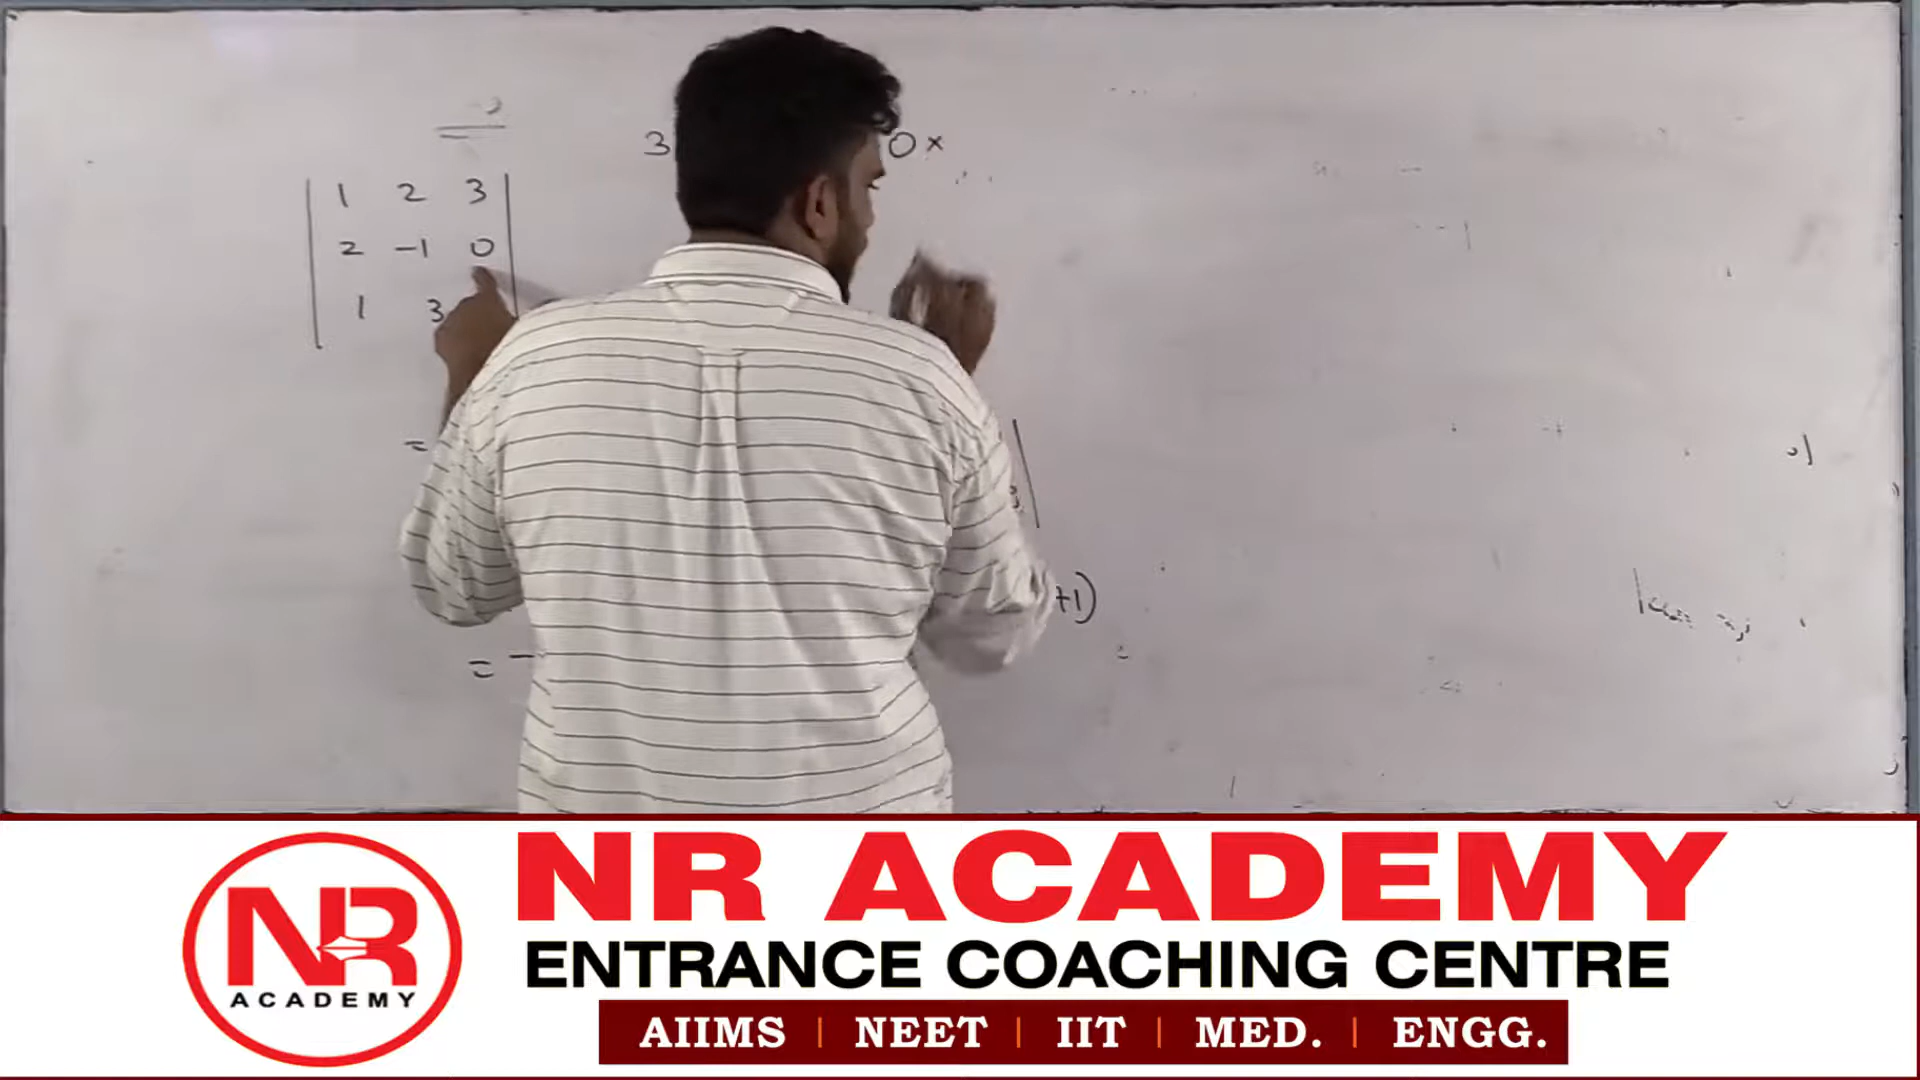 3 0 ×
1 2 3
2 -1 0
1 3
=
+1)
= -
NR ACADEMY
ENTRANCE COACHING CENTRE
NR
ACADEMY
AIIMS | NEET | IIT | MED. | ENGG.